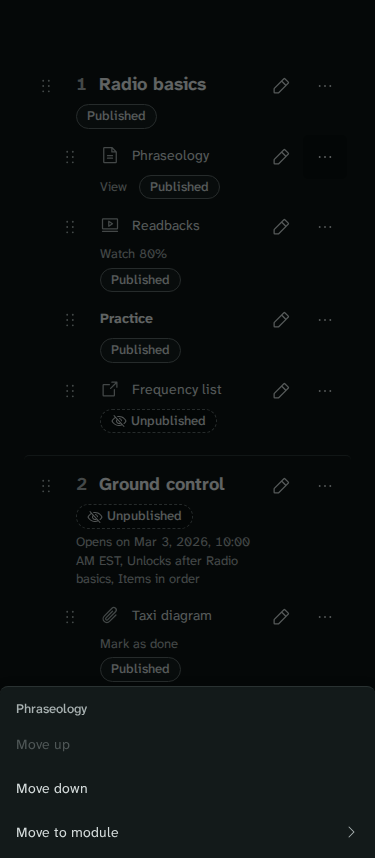 1 Radio basics
Published
Phraseology
View Published
Readbacks
Watch 80%
Published
Practice
Published
Frequency list
Unpublished
2 Ground control
Unpublished
Opens on Mar 3, 2026, 10:00
AM EST, Unlocks after Radio
basics, Items in order
Taxi diagram
Mark as done
Published
Phraseology
Move up
Move down
Move to module